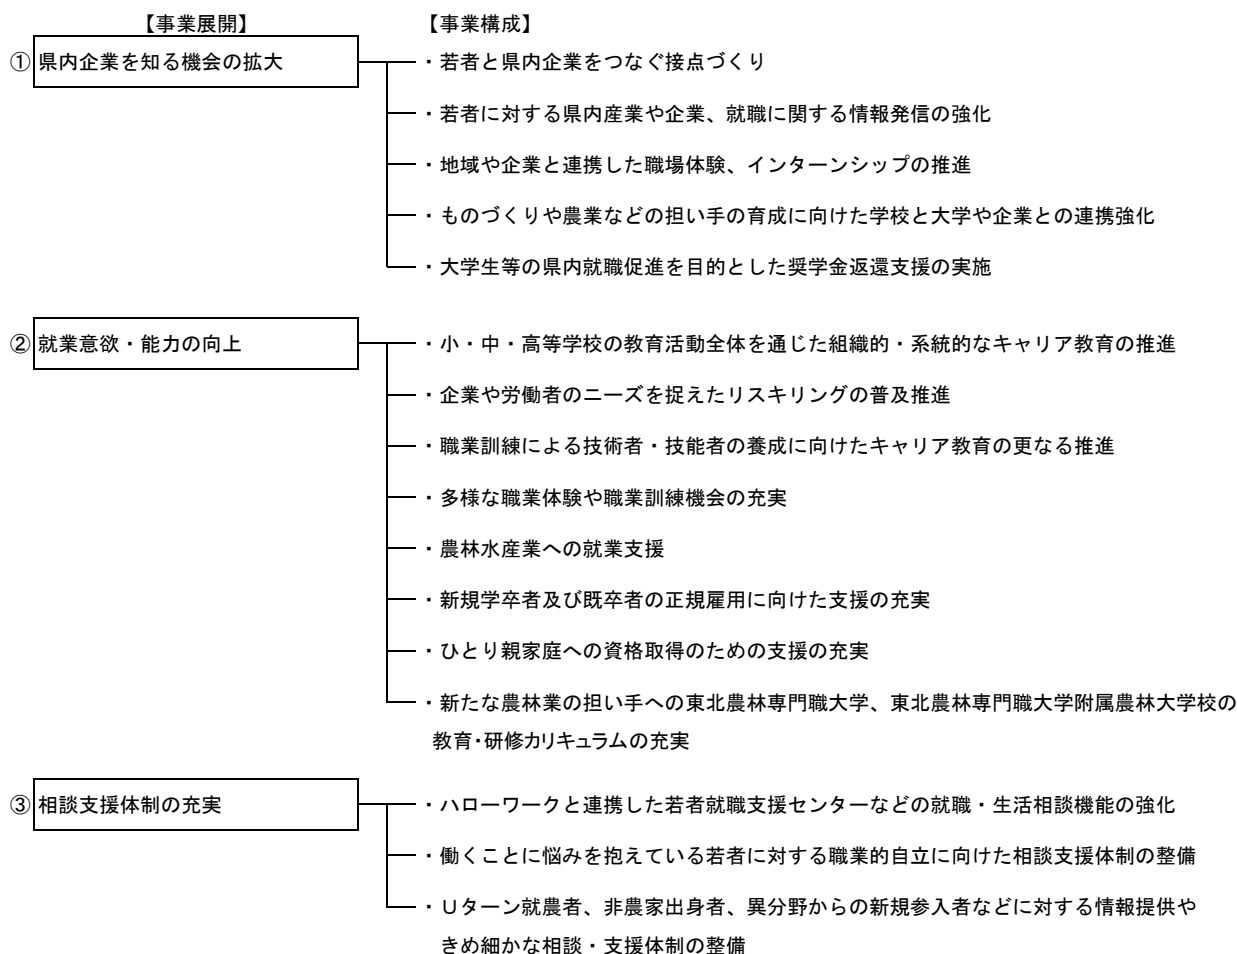 【事業展開】 【事業構成】
① 県内企業を知る機会の拡大 ・若者と県内企業をつなぐ接点づくり
・若者に対する県内産業や企業、就職に関する情報発信の強化
・地域や企業と連携した職場体験、インターンシップの推進
・ものづくりや農業などの担い手の育成に向けた学校と大学や企業との連携強化
・大学生等の県内就職促進を目的とした奨学金返還支援の実施
② 就業意欲・能力の向上 ・小・中・高等学校の教育活動全体を通じた組織的・系統的なキャリア教育の推進
・企業や労働者のニーズを捉えたリスキリングの普及推進
・職業訓練による技術者・技能者の養成に向けたキャリア教育の更なる推進
・多様な職業体験や職業訓練機会の充実
・農林水産業への就業支援
・新規学卒者及び既卒者の正規雇用に向けた支援の充実
・ひとり親家庭への資格取得のための支援の充実
・新たな農林業の担い手への東北農林専門職大学、東北農林専門職大学附属農林大学校の
教育・研修カリキュラムの充実
③ 相談支援体制の充実 ・ハローワークと連携した若者就職支援センターなどの就職・生活相談機能の強化
・働くことに悩みを抱えている若者に対する職業的自立に向けた相談支援体制の整備
・Uターン就農者、非農家出身者、異分野からの新規参入者などに対する情報提供や
きめ細かな相談・支援体制の整備